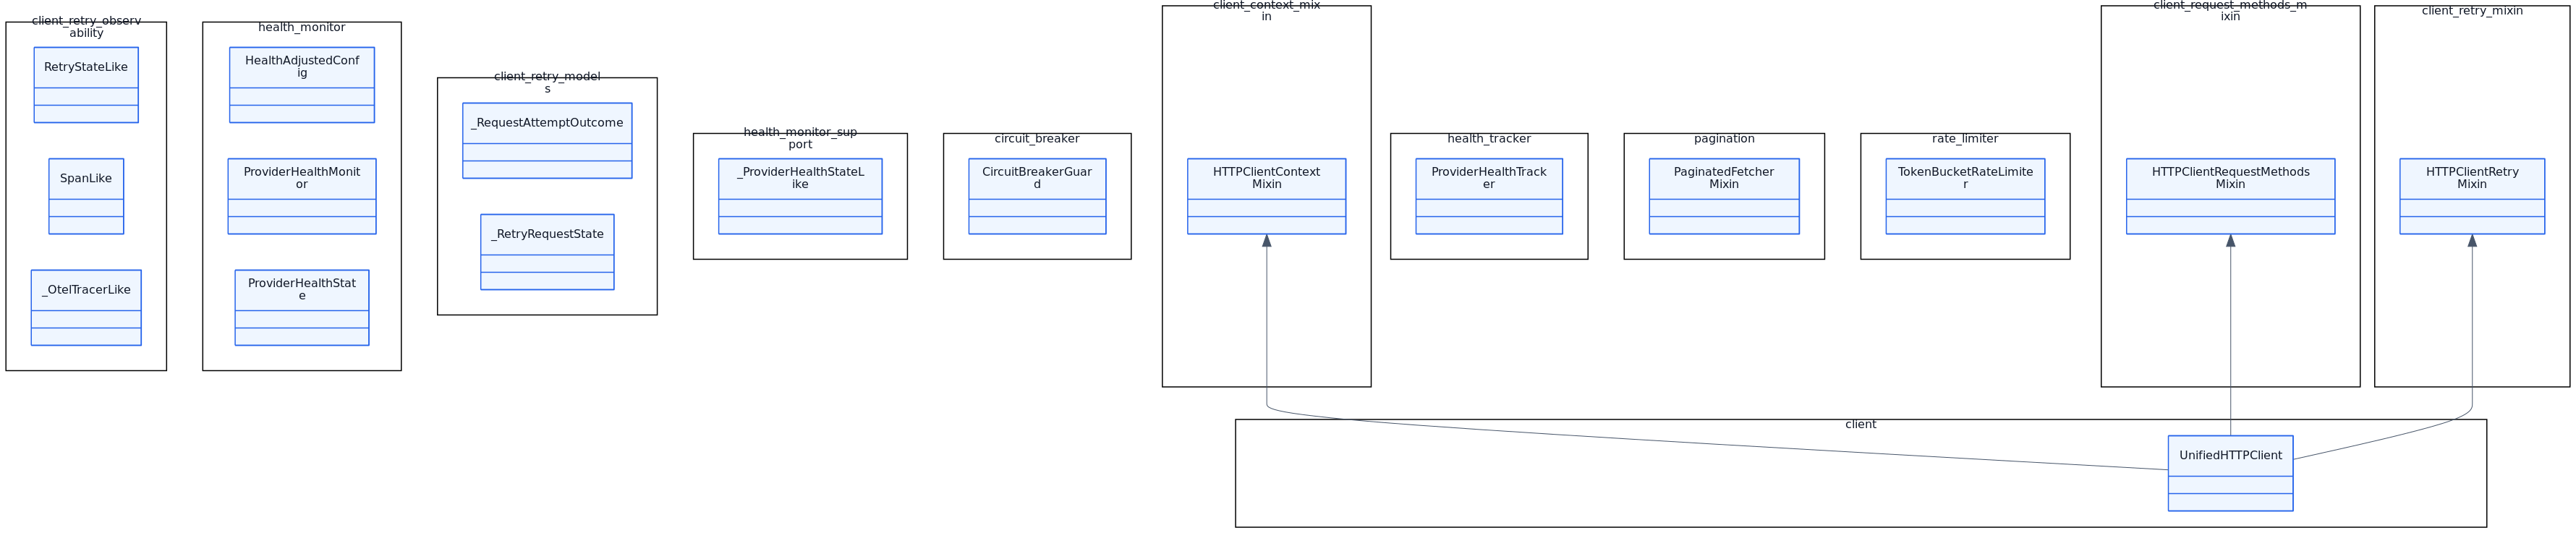 client_retry_observ
ability
RetryStateLike
SpanLike
_OtelTracerLike
health_monitor
HealthAdjustedConf
ig
ProviderHealthMonit
or
ProviderHealthStat
e
client_retry_model
s
_RequestAttemptOutcome
_RetryRequestState
health_monitor_sup
port
_ProviderHealthStateL
ike
circuit_breaker
CircuitBreakerGuar
d
client_context_mix
in
HTTPClientContext
Mixin
health_tracker
ProviderHealthTrack
er
pagination
PaginatedFetcher
Mixin
rate_limiter
TokenBucketRateLimite
r
client_request_methods_m
ixin
HTTPClientRequestMethods
Mixin
client_retry_mixin
HTTPClientRetry
Mixin
client
UnifiedHTTPClient